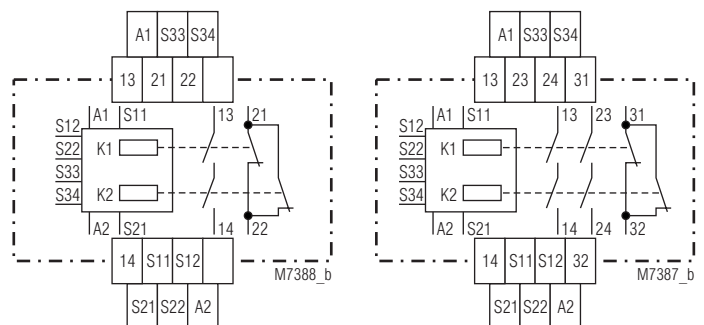 A1 S33 S34
13 21 22
A1 S11 13 21
S12
S22 K1
S33
S34 K2
A2 S21 14 22
14 S11 S12
M7388_b
S21 S22 A2
A1 S33 S34
13 23 24 31
A1 S11 13 23 31
S12
S22 K1
S33
S34 K2
A2 S21 14 24 32
14 S11 S12 32
M7387_b
S21 S22 A2